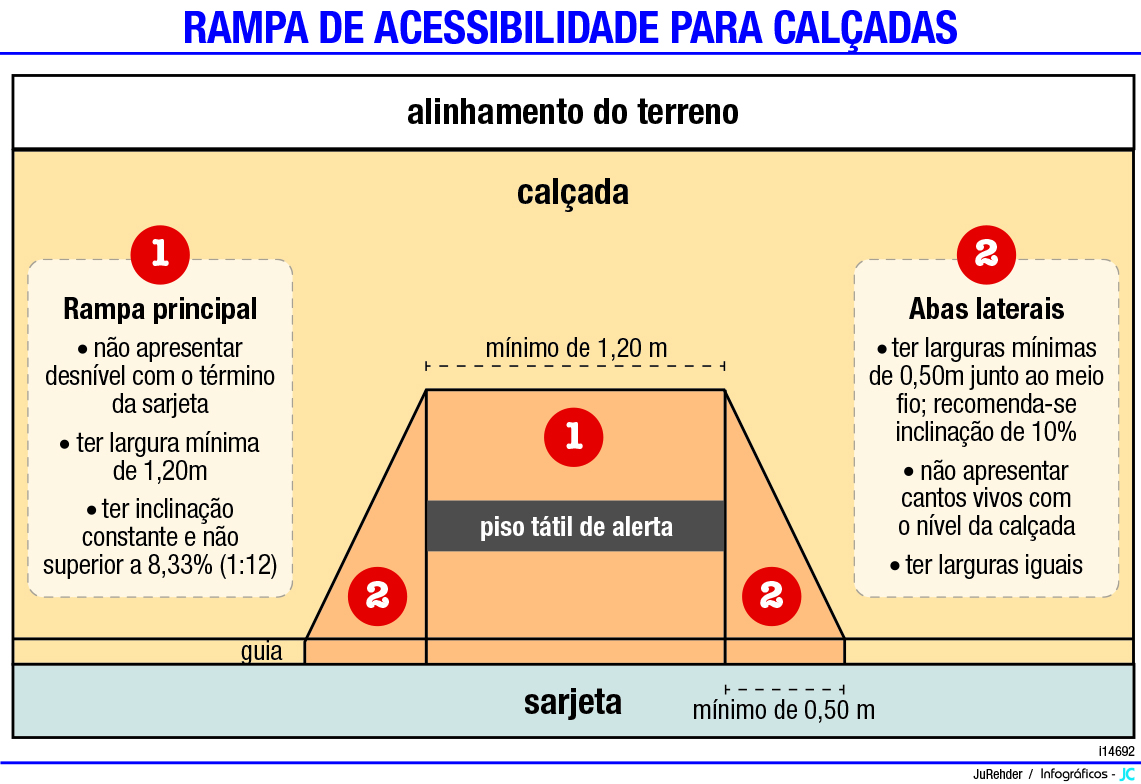 RAMPA DE ACESSIBILIDADE PARA CALÇADAS
alinhamento do terreno
calçada
1
Rampa principal
• não apresentar
desnível com o término
da sarjeta
• ter largura mínima
de 1,20m
• ter inclinação
constante e não
superior a 8,33% (1:12)
2
Abas laterais
• ter larguras mínimas
de 0,50m junto ao meio
fio; recomenda-se
inclinação de 10%
• não apresentar
cantos vivos com
o nível da calçada
• ter larguras iguais
mínimo de 1,20 m
1
piso tátil de alerta
2
2
guia
sarjeta
mínimo de 0,50 m
i14692
JuRehder / Infográficos - JC